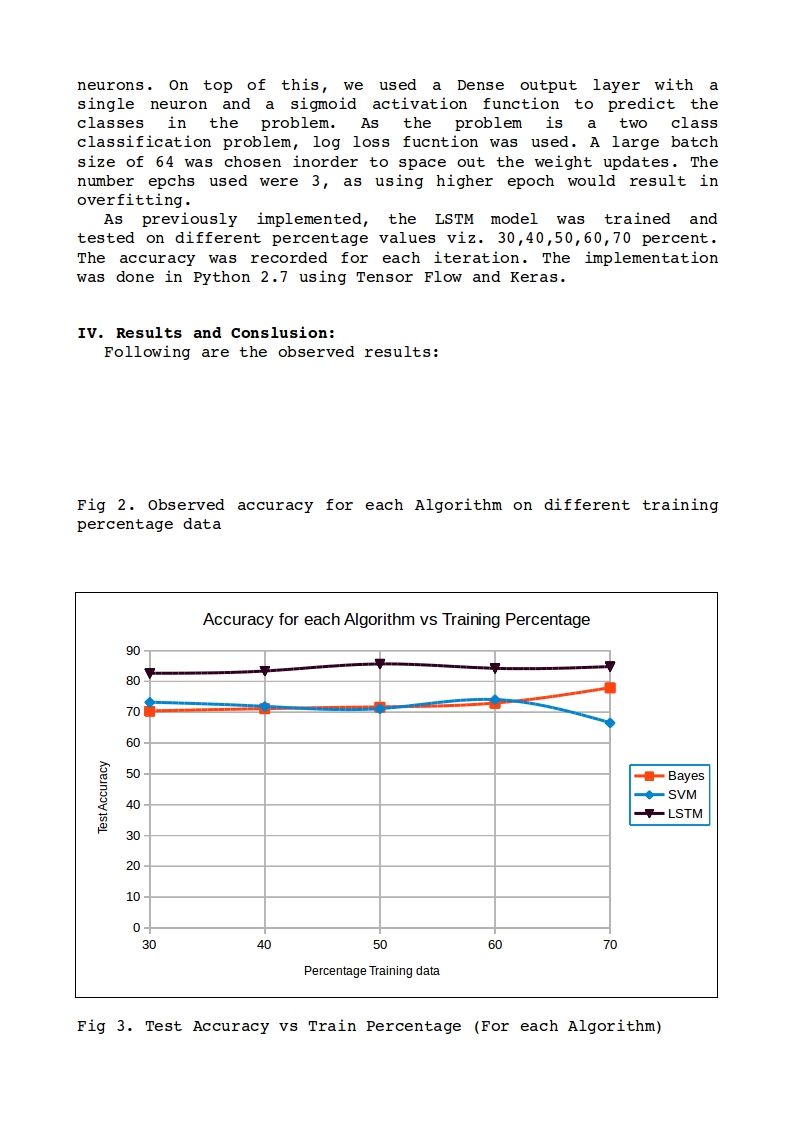 neurons. On top of this, we used a Dense output layer with a
single neuron and a sigmoid activation function to predict the
classes in the problem. As the problem is a two class
classification problem, log loss fucntion was used. A large batch
size of 64 was chosen inorder to space out the weight updates. The
number epchs used were 3, as using higher epoch would result in
overfitting.
As previously implemented, the LSTM model was trained and
tested on different percentage values viz. 30,40,50,60,70 percent.
The accuracy was recorded for each iteration. The implementation
was done in Python 2.7 using Tensor Flow and Keras.
IV. Results and Conslusion:
Following are the observed results:
Fig 2. Observed accuracy for each Algorithm on different training
percentage data
Accuracy for each Algorithm vs Training Percentage
90
80
70
60
50
40
30
20
10
0
Test Accuracy
30 40 50 60 70
Percentage Training data
Bayes
SVM
LSTM
Fig 3. Test Accuracy vs Train Percentage (For each Algorithm)